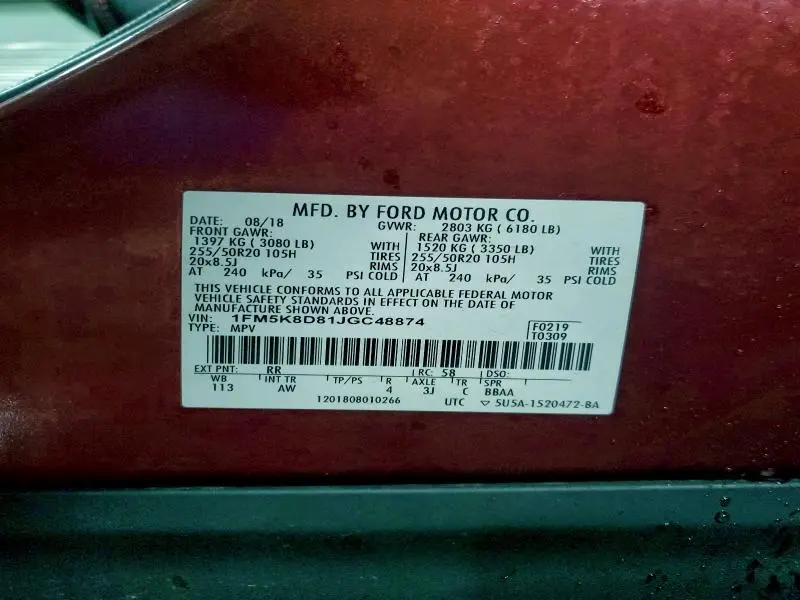 MFD. BY FORD MOTOR CO.
DATE: 08/18 GVWR: 2803 KG ( 6180 LB)
FRONT GAWR: REAR GAWR:
1397 KG ( 3080 LB) WITH 1520 KG ( 3350 LB) WITH
255/50R20 105H TIRES 255/50R20 105H TIRES
20x8.5J RIMS 20x8.5J RIMS
AT 240 kPa/ 35 PSI COLD AT 240 kPa/ 35 PSI COLD
THIS VEHICLE CONFORMS TO ALL APPLICABLE FEDERAL MOTOR
VEHICLE SAFETY STANDARDS IN EFFECT ON THE DATE OF
MANUFACTURE SHOWN ABOVE.
VIN: 1FM5K8D81JGC48874 F0219
TYPE: MPV T0309
EXT PNT: RR RC: 58 DSO:
WB INT TR TP/PS R AXLE TR SPR
113 AW 4 3J C BBAA
1201808010266 UTC ▽ 5U5A-1520472-BA